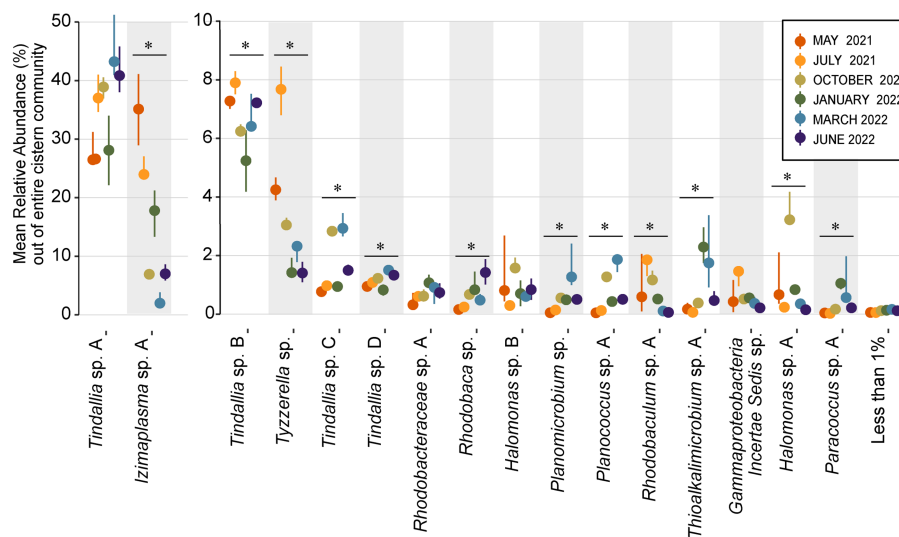 Mean Relative Abundance (%)
out of entire cistern community
50
40
30
20
10
0
10
8
6
4
2
0
*
*
*
*
*
*
*
*
*
*
*
*
MAY 2021
JULY 2021
OCTOBER 202
JANUARY 2022
MARCH 2022
JUNE 2022
Tindallia sp. A
Izimaplasma sp. A
Tindallia sp. B
Tyzzerella sp.
Tindallia sp. C
Tindallia sp. D
Rhodobacteraceae sp. A
Rhodobaca sp.
Halomonas sp. B
Planomicrobium sp.
Planococcus sp. A
Rhodobaculum sp. A
Thioalkalimicrobium sp. A
Gammaproteobacteria
Incertae Sedis sp.
Halomonas sp. A
Paracoccus sp. A
Less than 1%